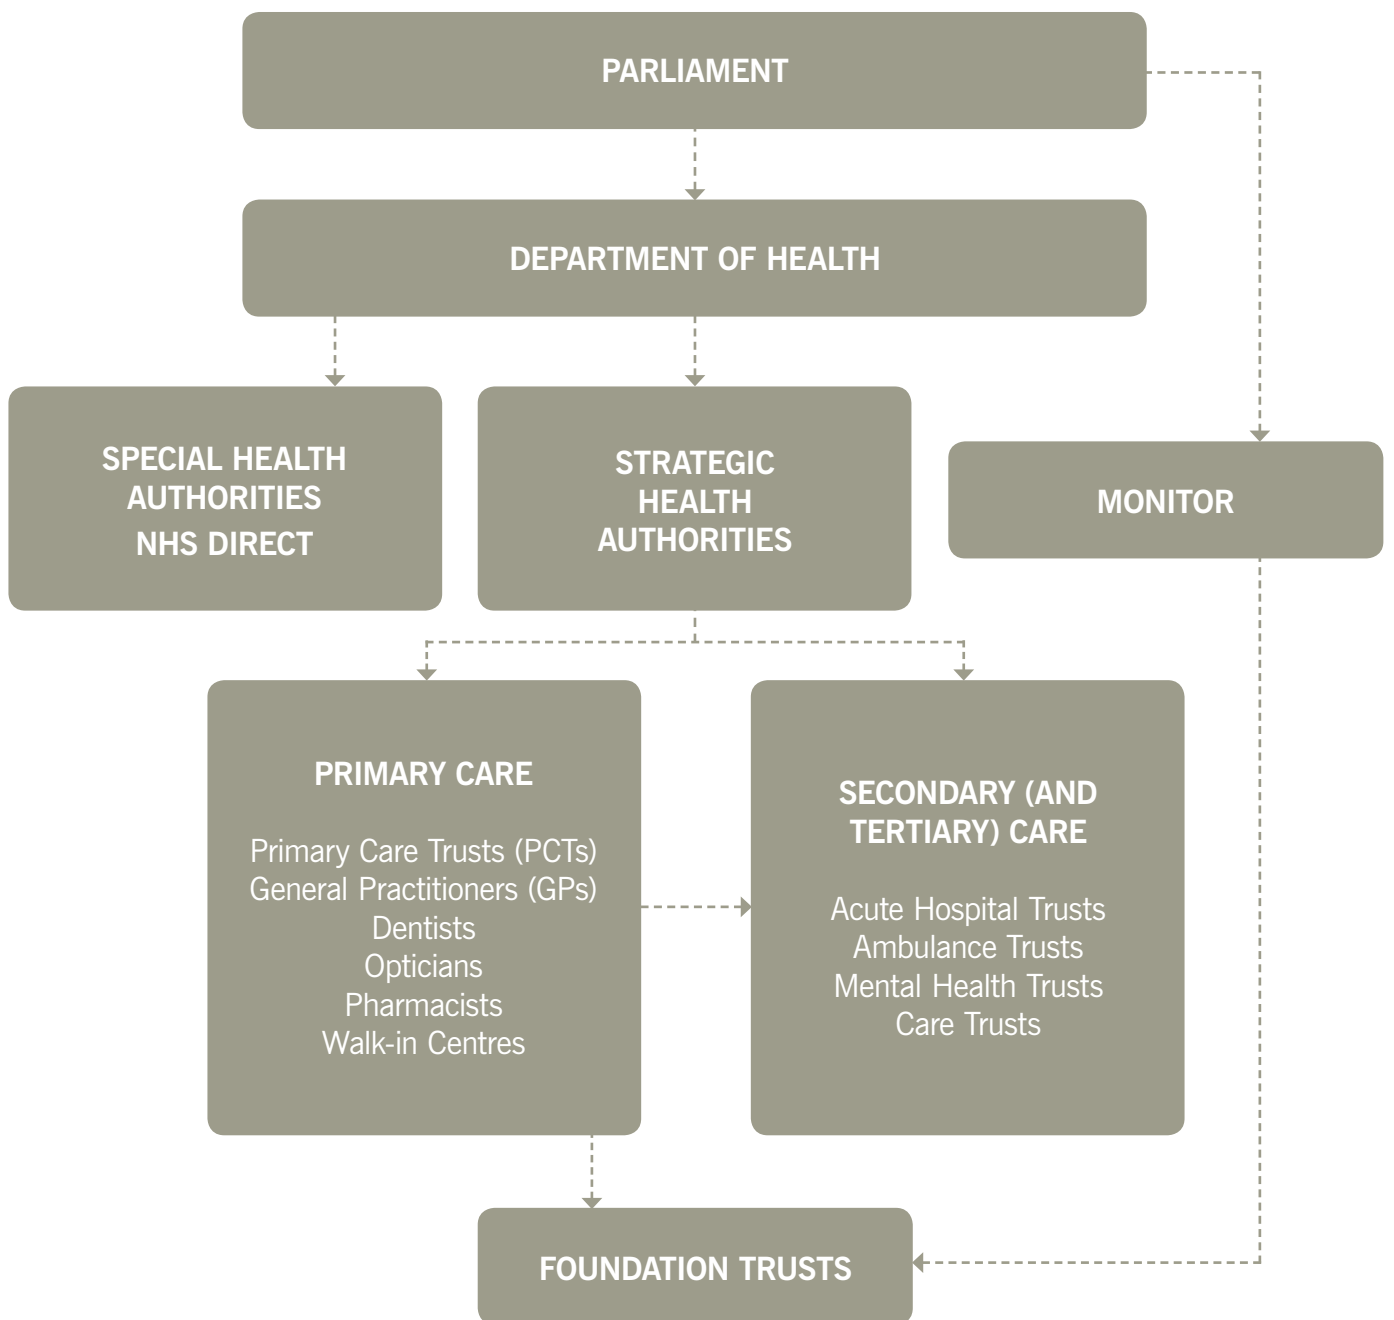 PARLIAMENT
DEPARTMENT OF HEALTH
SPECIAL HEALTH
AUTHORITIES
NHS DIRECT
STRATEGIC
HEALTH
AUTHORITIES
MONITOR
PRIMARY CARE
Primary Care Trusts (PCTs)
General Practitioners (GPs)
Dentists
Opticians
Pharmacists
Walk-in Centres
SECONDARY (AND
TERTIARY) CARE
Acute Hospital Trusts
Ambulance Trusts
Mental Health Trusts
Care Trusts
FOUNDATION TRUSTS